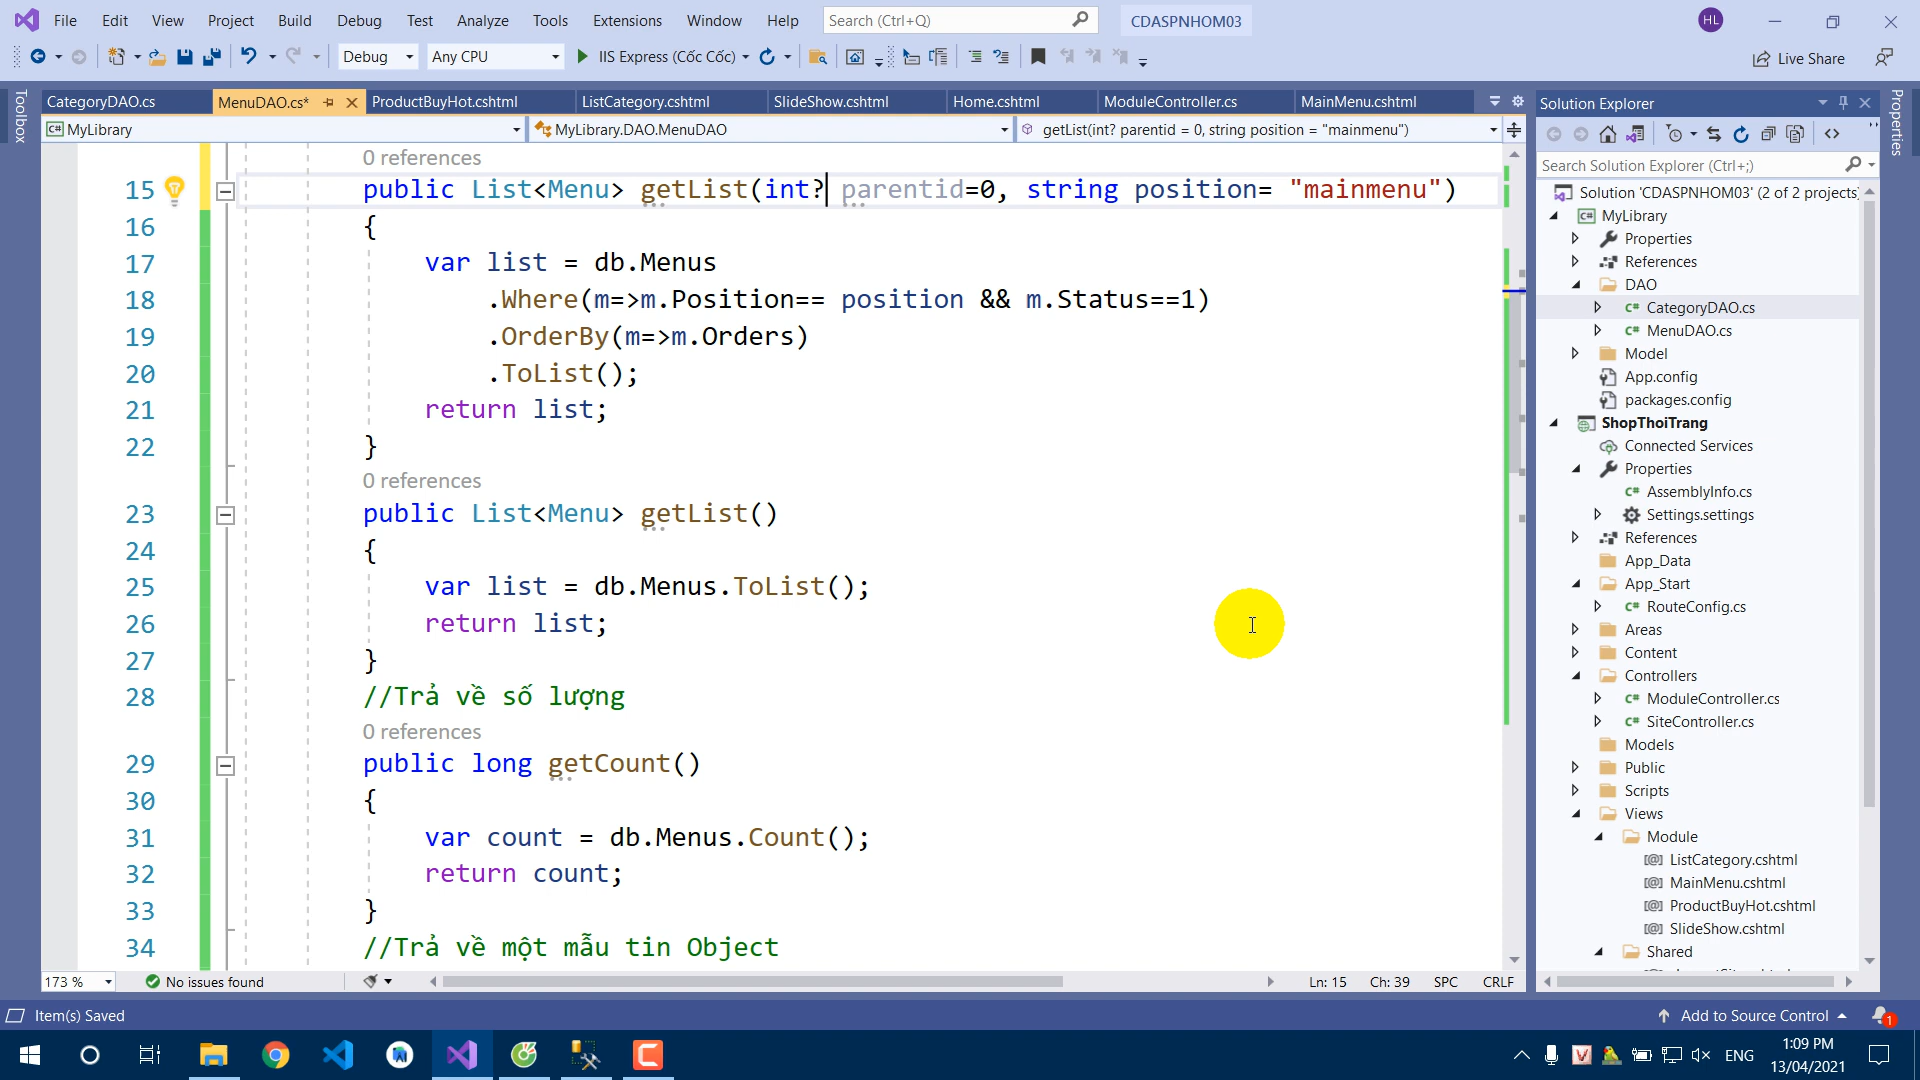 File Edit View Project Build Debug Test Analyze Tools Extensions Window Help Search (Ctrl+Q) CDASPNHOM03 HL
Debug Any CPU IIS Express (Cốc Cốc) Live Share
Toolbox
CategoryDAO.cs MenuDAO.cs* ProductBuyHot.cshtml ListCategory.cshtml SlideShow.cshtml Home.cshtml ModuleController.cs MainMenu.cshtml
MyLibrary MyLibrary.DAO.MenuDAO getList(int? parentid = 0, string position = "mainmenu")
0 references
15 public List<Menu> getList(int? parentid=0, string position= "mainmenu")
16 {
17 var list = db.Menus
18 .Where(m=>m.Position== position && m.Status==1)
19 .OrderBy(m=>m.Orders)
20 .ToList();
21 return list;
22 }
0 references
23 public List<Menu> getList()
24 {
25 var list = db.Menus.ToList();
26 return list;
27 }
28 //Trả về số lượng
0 references
29 public long getCount()
30 {
31 var count = db.Menus.Count();
32 return count;
33 }
34 //Trả về một mẫu tin Object
173 % No issues found Ln: 15 Ch: 39 SPC CRLF
Solution Explorer
Search Solution Explorer (Ctrl+;)
Solution 'CDASPNHOM03' (2 of 2 projects)
MyLibrary
Properties
References
DAO
CategoryDAO.cs
MenuDAO.cs
Model
App.config
packages.config
ShopThoiTrang
Connected Services
Properties
AssemblyInfo.cs
Settings.settings
References
App_Data
App_Start
RouteConfig.cs
Areas
Content
Controllers
ModuleController.cs
SiteController.cs
Models
Public
Scripts
Views
Module
ListCategory.cshtml
MainMenu.cshtml
ProductBuyHot.cshtml
SlideShow.cshtml
Shared
Properties
Item(s) Saved Add to Source Control 1
ENG 1:09 PM
13/04/2021